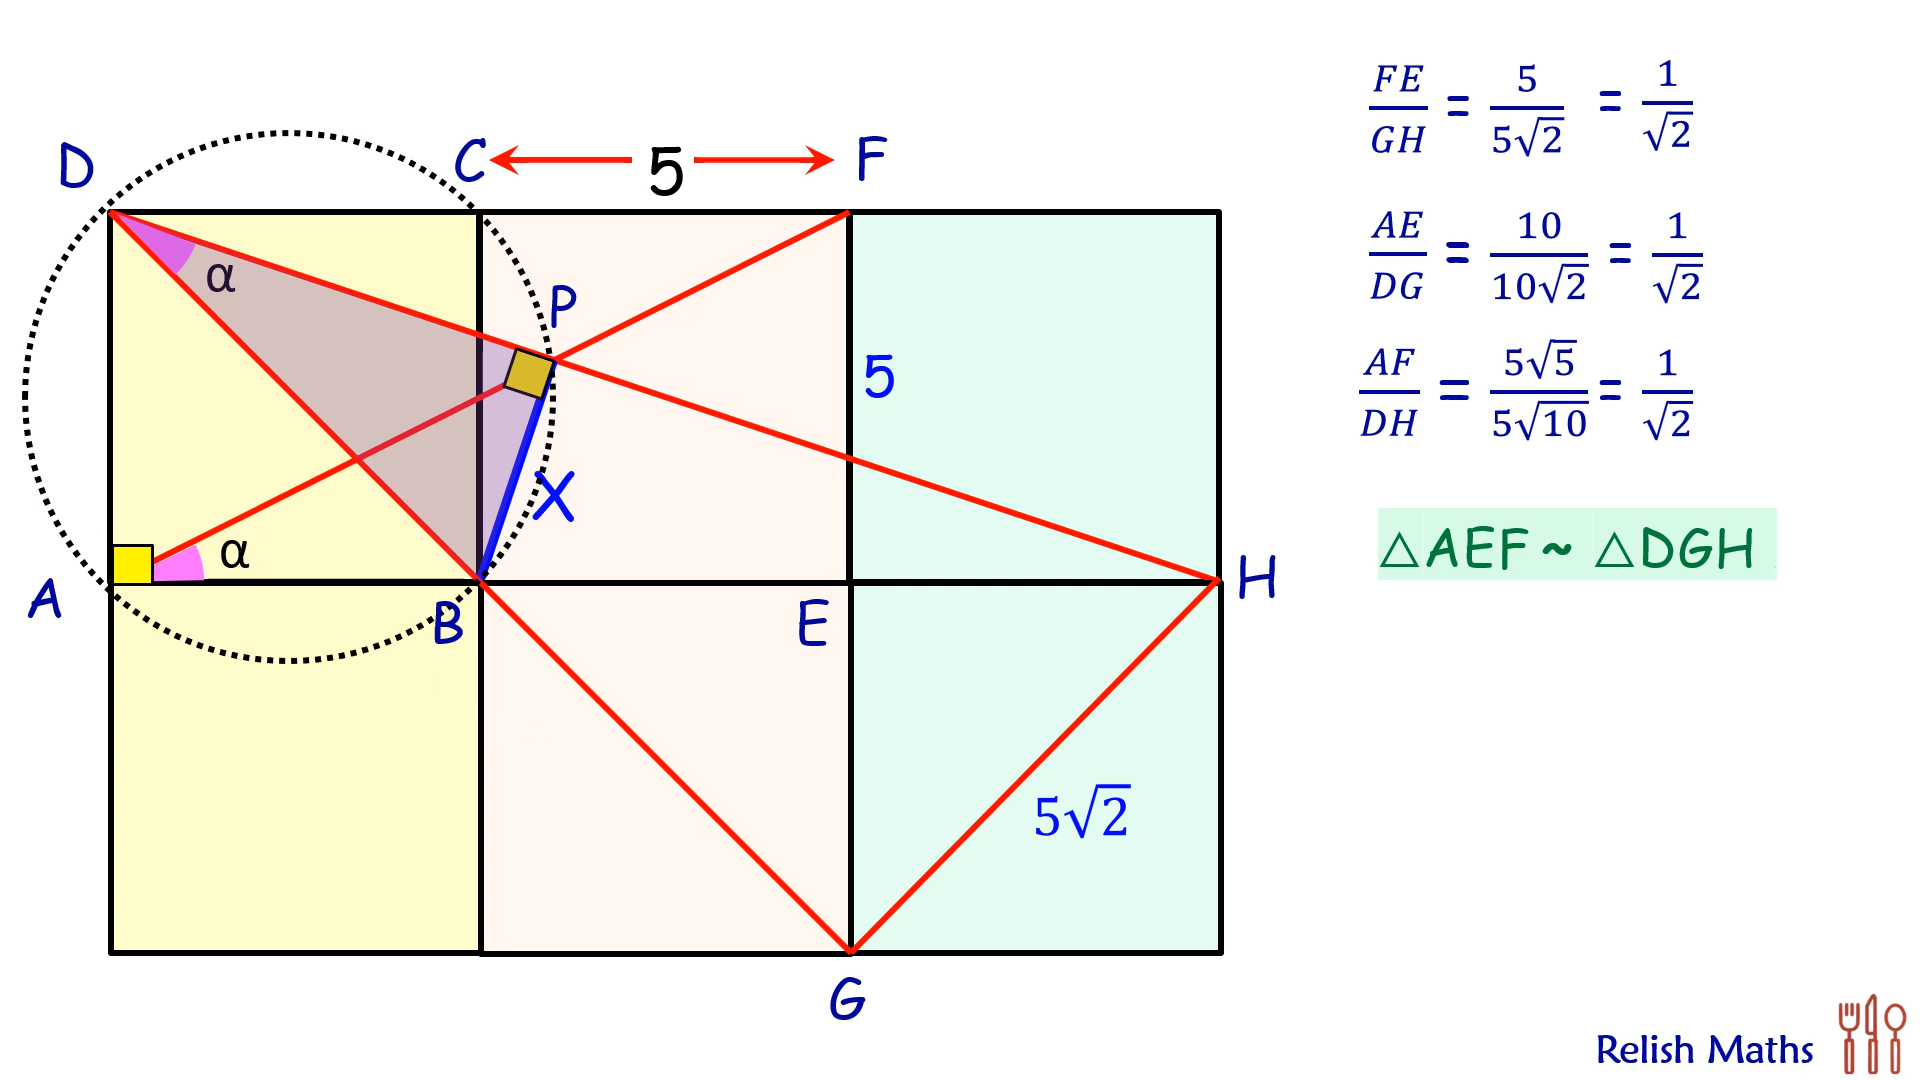 D
C
5
F
α
P
5
X
α
A
B
E
H
5√2
G
FE/GH = 5/5√2 = 1/√2
AE/DG = 10/10√2 = 1/√2
AF/DH = 5√5/5√10 = 1/√2
△AEF ~ △DGH
Relish Maths